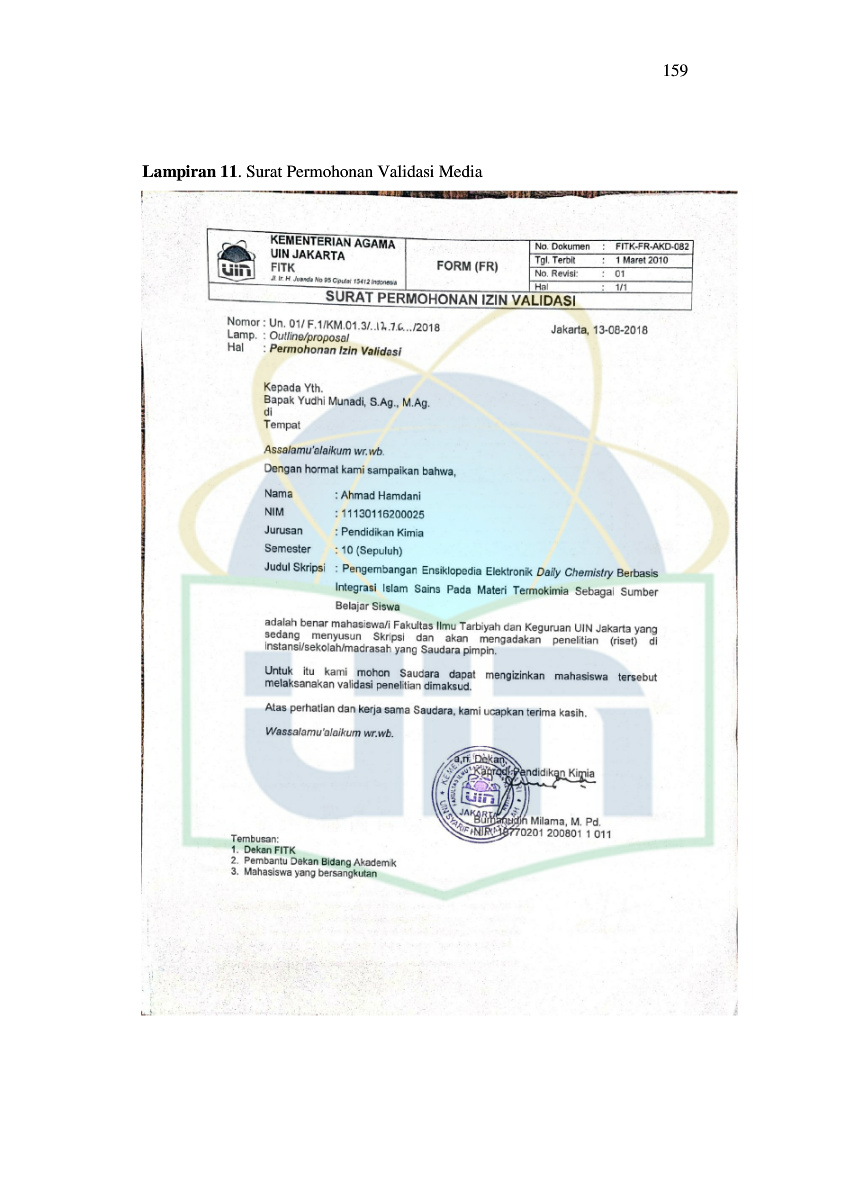 159
Lampiran 11. Surat Permohonan Validasi Media
KEMENTERIAN AGAMA
UIN JAKARTA
FITK
Jl. Ir. H. Juanda No 95 Ciputat 15412 Indonesia
FORM (FR)
No. Dokumen : FITK-FR-AKD-082
Tgl. Terbit : 1 Maret 2010
No. Revisi: : 01
Hal : 1/1
SURAT PERMOHONAN IZIN VALIDASI
Nomor : Un. 01/ F.1/KM.01.3/ /2018
Jakarta, 13-08-2018
Lamp. : Outline/proposal
Hal : Permohonan Izin Validasi
Kepada Yth.
Bapak Yudhi Munadi, S.Ag., M.Ag.
di
Tempat
Assalamu'alaikum wr.wb.
Dengan hormat kami sampaikan bahwa,
Nama : Ahmad Hamdani
NIM : 11130116200025
Jurusan : Pendidikan Kimia
Semester : 10 (Sepuluh)
Judul Skripsi : Pengembangan Ensiklopedia Elektronik Daily Chemistry Berbasis
Integrasi Islam Sains Pada Materi Termokimia Sebagai Sumber
Belajar Siswa
adalah benar mahasiswa/i Fakultas Ilmu Tarbiyah dan Keguruan UIN Jakarta yang
sedang menyusun Skripsi dan akan mengadakan penelitian (riset) di
instansi/sekolah/madrasah yang Saudara pimpin.
Untuk itu kami mohon Saudara dapat mengizinkan mahasiswa tersebut
melaksanakan validasi penelitian dimaksud.
Atas perhatian dan kerja sama Saudara, kami ucapkan terima kasih.
Wassalamu'alaikum wr.wb.
a.n. Dekan
Kaprodi Pendidikan Kimia
uin
JAKARTA
Burhanudin Milama, M. Pd.
NIP. 19770201 200801 1 011
Tembusan:
1. Dekan FITK
2. Pembantu Dekan Bidang Akademik
3. Mahasiswa yang bersangkutan